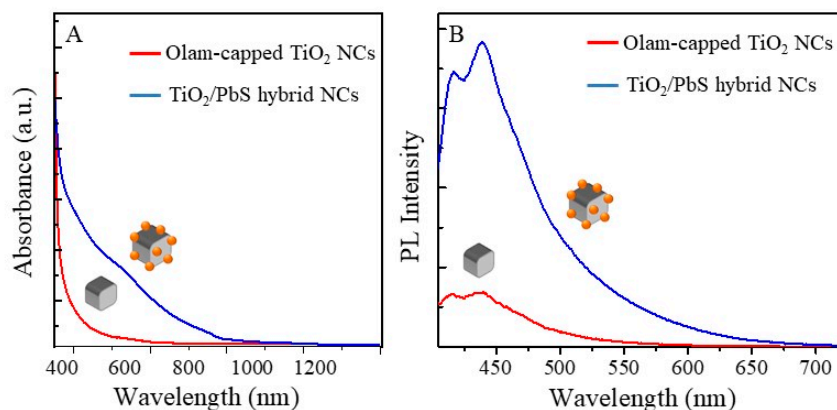 A
Olam-capped TiO₂ NCs
TiO₂/PbS hybrid NCs
Absorbance (a.u.)
400 600 800 1000 1200
Wavelength (nm)
B
Olam-capped TiO₂ NCs
TiO₂/PbS hybrid NCs
PL Intensity
450 500 550 600 650 700
Wavelength (nm)